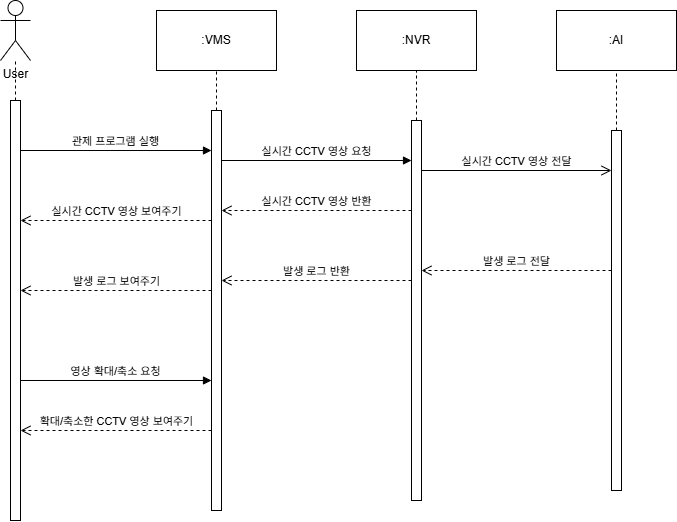 :VMS
:NVR
:AI
User
관제 프로그램 실행
실시간 CCTV 영상 요청
실시간 CCTV 영상 전달
실시간 CCTV 영상 반환
실시간 CCTV 영상 보여주기
발생 로그 전달
발생 로그 반환
발생 로그 보여주기
영상 확대/축소 요청
확대/축소한 CCTV 영상 보여주기